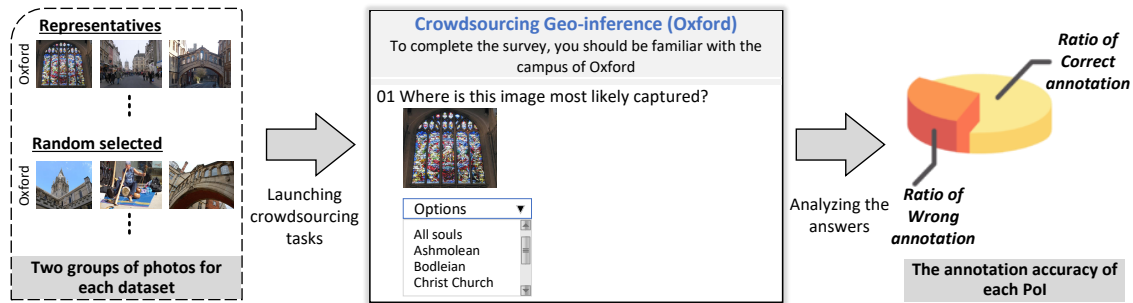 Representatives
Oxford
Random selected
Oxford
Two groups of photos for
each dataset
Launching
crowdsourcing
tasks
Crowdsourcing Geo-inference (Oxford)
To complete the survey, you should be familiar with the
campus of Oxford
01 Where is this image most likely captured?
Options
All souls
Ashmolean
Bodleian
Christ Church
Analyzing the
answers
Ratio of
Correct
annotation
Ratio of
Wrong
annotation
The annotation accuracy of
each PoI